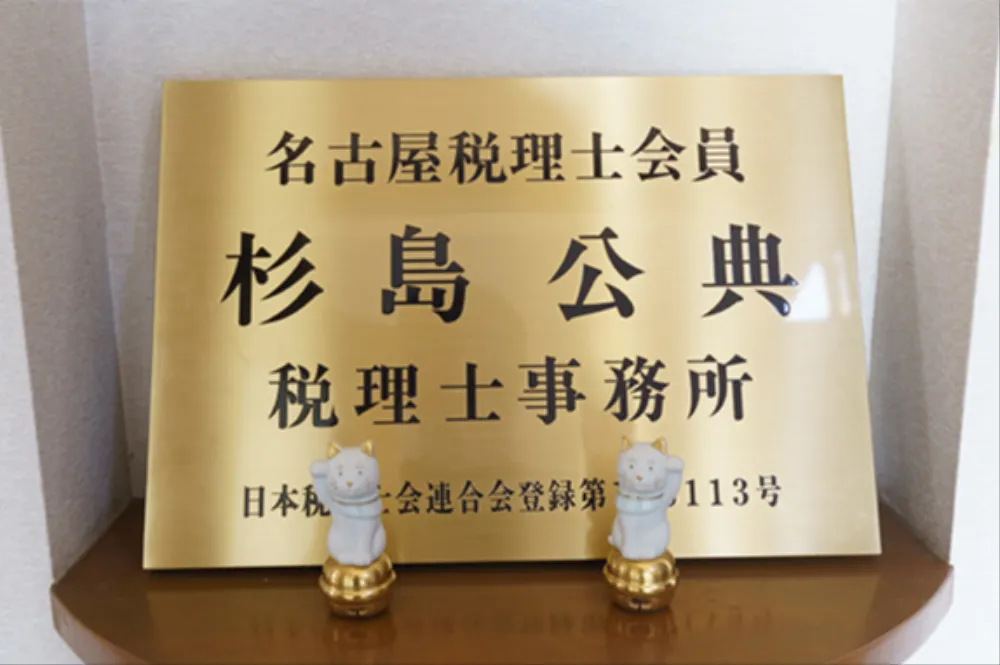 名古屋税理士会員
杉島公典
税理士事務所
日本税 士会連合会登録第 113号